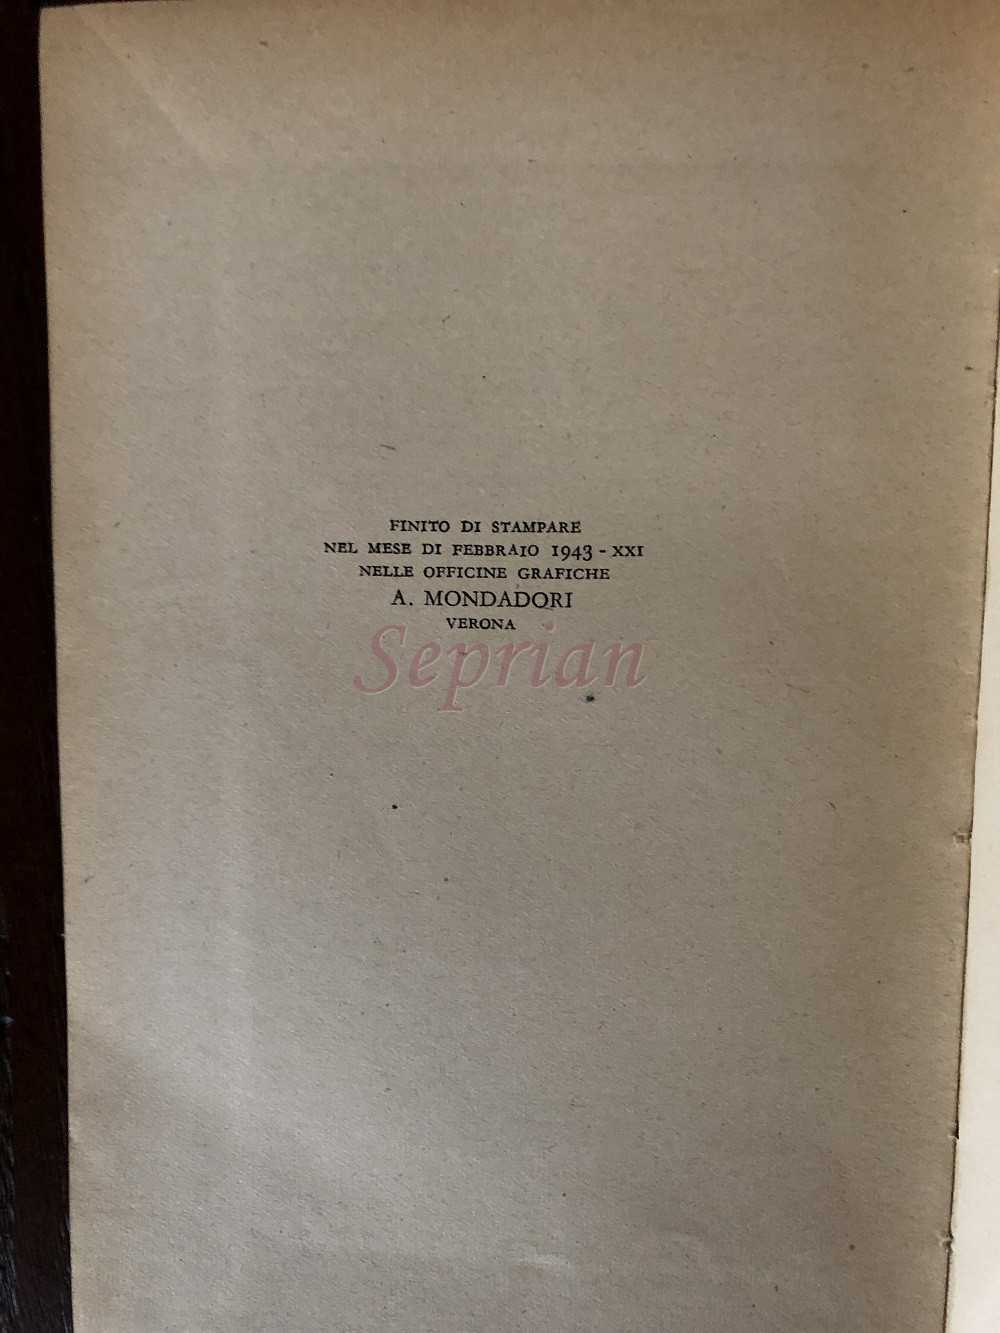 FINITO DI STAMPARE
NEL MESE DI FEBBRAIO 1943 - XXI
NELLE OFFICINE GRAFICHE
A. MONDADORI
VERONA
Seprian